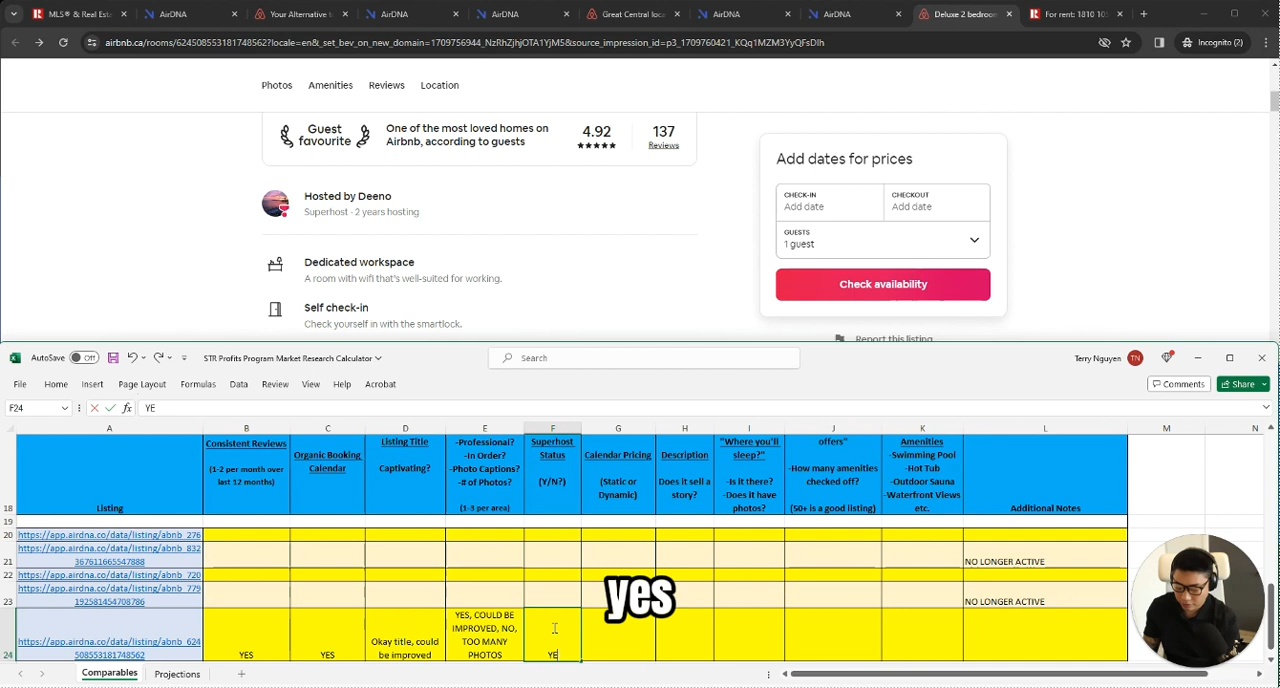 MLS® & Real Esta
AirDNA
Your Alternative to
AirDNA
AirDNA
Great Central loca
AirDNA
AirDNA
Deluxe 2 bedroom
For rent: 1810 105
airbnb.ca/rooms/624508553181748562?locale=en&_set_bev_on_new_domain=1709756944_NzRhZjhjOTA1YjM5&source_impression_id=p3_1709760421_KQq1MZM3YyQFsDIh
Incognito (2)
Photos
Amenities
Reviews
Location
Guest favourite
One of the most loved homes on
Airbnb, according to guests
4.92
137
Reviews
Hosted by Deeno
Superhost · 2 years hosting
Dedicated workspace
A room with wifi that's well-suited for working.
Self check-in
Check yourself in with the smartlock.
Add dates for prices
CHECK-IN
Add date
CHECKOUT
Add date
GUESTS
1 guest
Check availability
Report this listing
AutoSave Off
STR Profits Program Market Research Calculator
Search
Terry Nguyen TN
File Home Insert Page Layout Formulas Data Review View Help Acrobat
Comments
Share
F24
fx
YE
A B C D E F G H I J K L M N
18
Listing
Consistent Reviews
(1-2 per month over
last 12 months)
Organic Booking
Calendar
Listing Title
Captivating?
-Professional?
-In Order?
-Photo Captions?
-# of Photos?
(1-3 per area)
Superhost
Status
(Y/N?)
Calendar Pricing
(Static or
Dynamic)
Description
Does it sell a
story?
"Where you'll
sleep?"
-Is it there?
-Does it have
photos?
offers"
-How many amenities
checked off?
(50+ is a good listing)
Amenities
-Swimming Pool
-Hot Tub
-Outdoor Sauna
-Waterfront Views
etc.
Additional Notes
19
20 https://app.airdna.co/data/listing/abnb_276
21 https://app.airdna.co/data/listing/abnb_832
367611665547888
NO LONGER ACTIVE
22 https://app.airdna.co/data/listing/abnb_720
23 https://app.airdna.co/data/listing/abnb_779
192581454708786
NO LONGER ACTIVE
24 https://app.airdna.co/data/listing/abnb_624
508553181748562
YES
YES
Okay title, could
be improved
YES, COULD BE
IMPROVED, NO,
TOO MANY
PHOTOS
YE
yes
Comparables
Projections